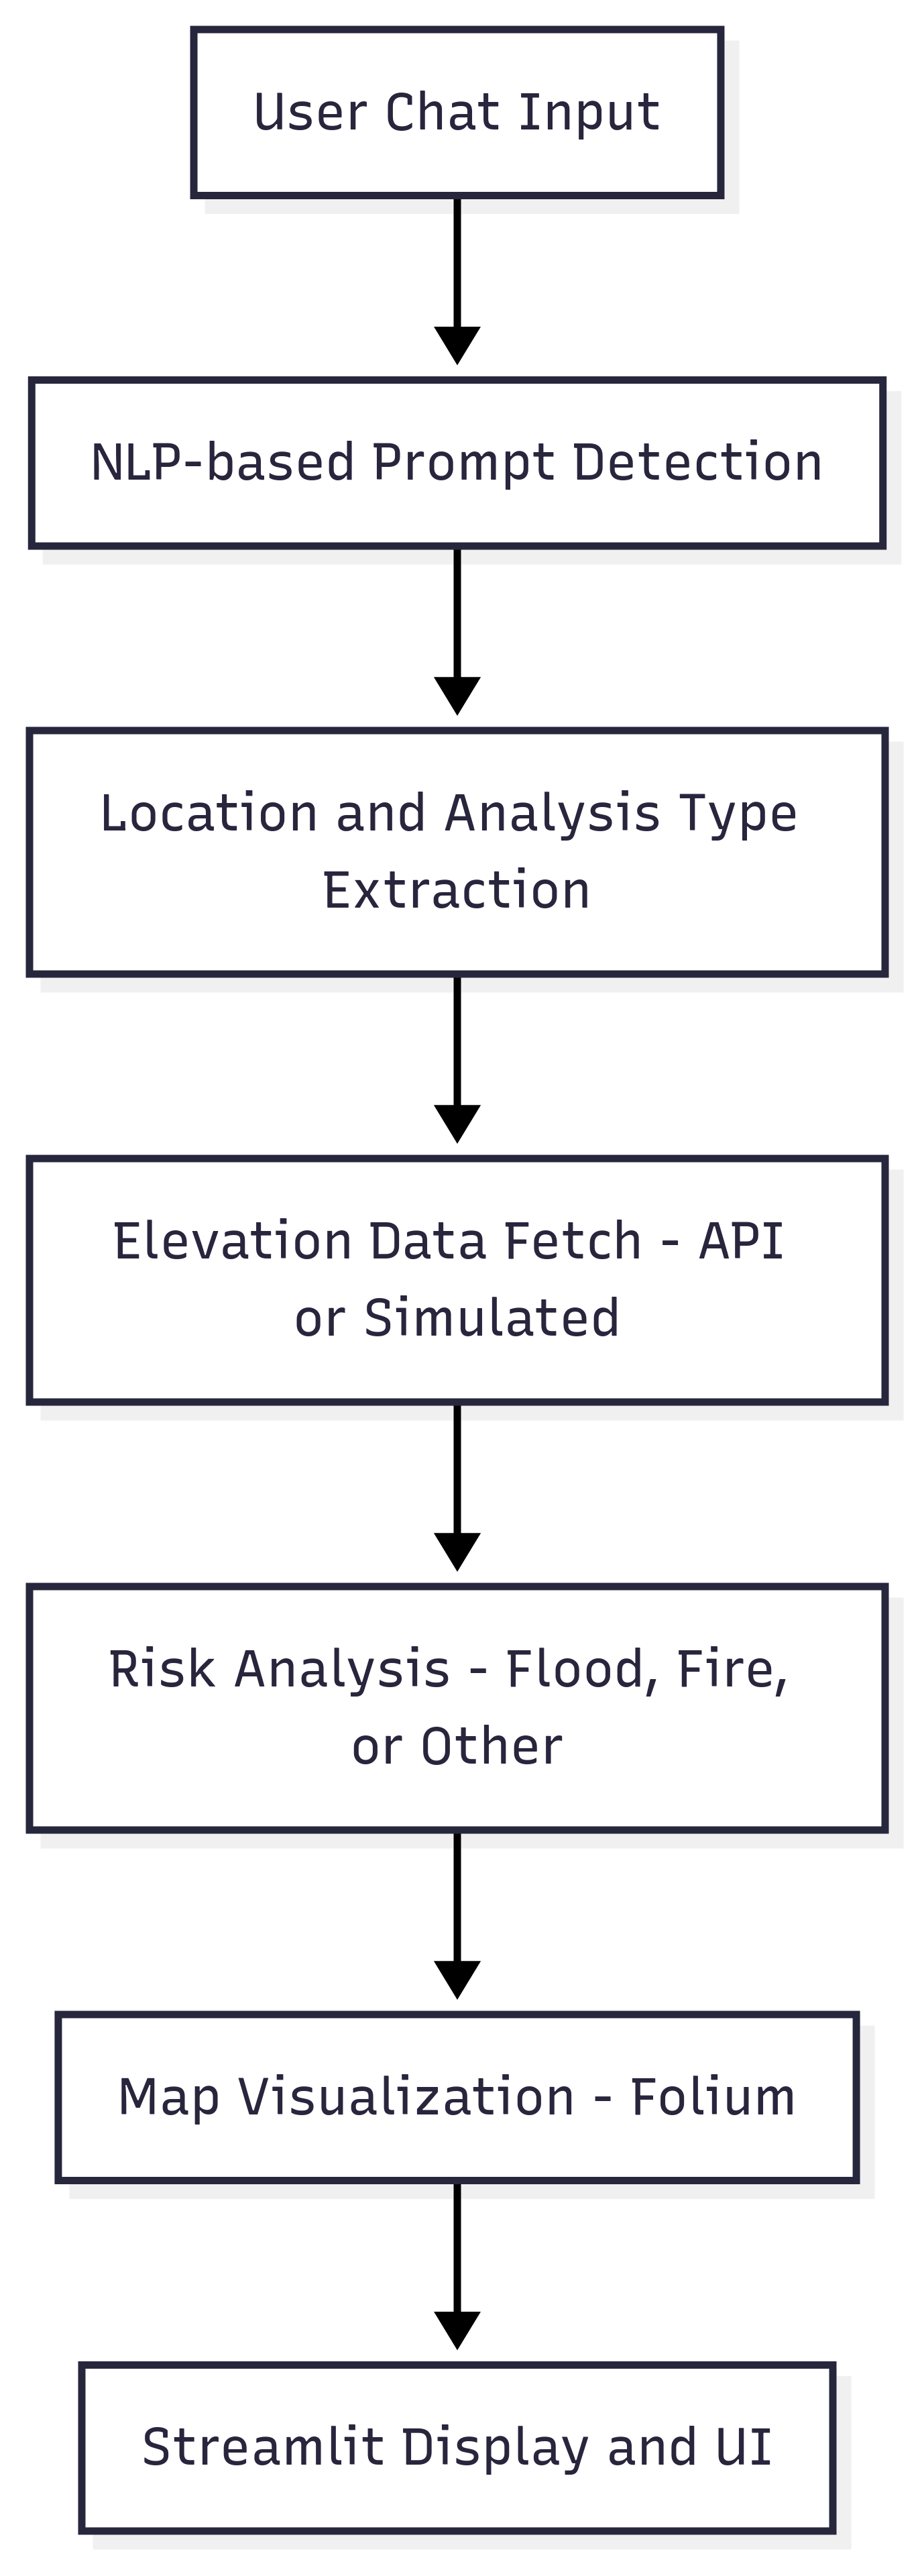 User Chat Input
NLP-based Prompt Detection
Location and Analysis Type
Extraction
Elevation Data Fetch - API
or Simulated
Risk Analysis - Flood, Fire,
or Other
Map Visualization - Folium
Streamlit Display and UI